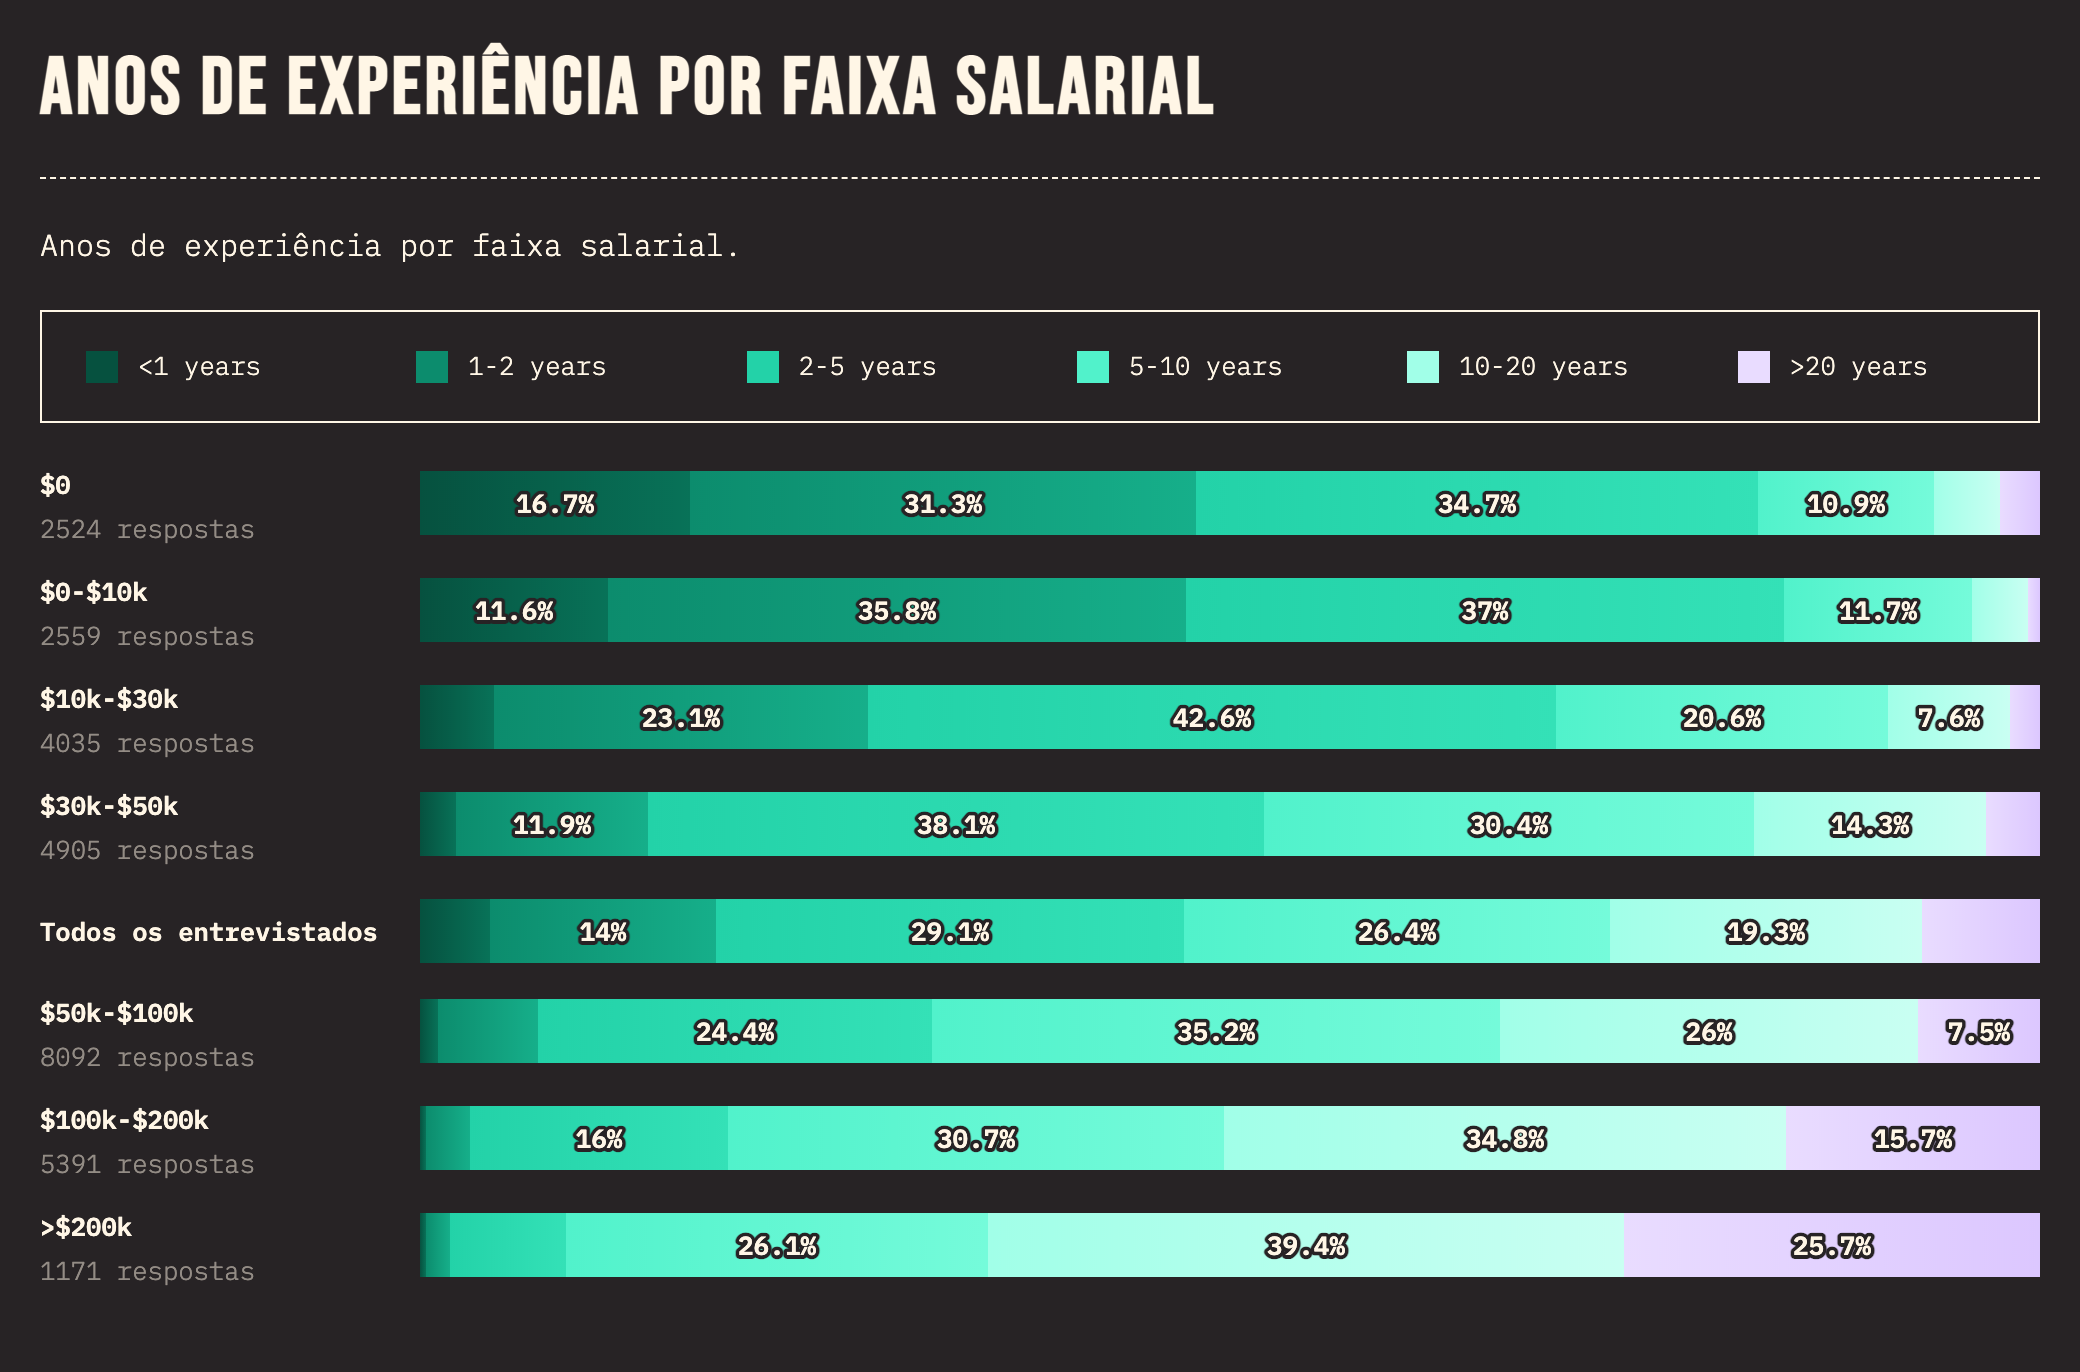 ANOS DE EXPERIÊNCIA POR FAIXA SALARIAL
Anos de experiência por faixa salarial.
<1 years 1-2 years 2-5 years 5-10 years 10-20 years >20 years
$0
2524 respostas
16.7% 31.3% 34.7% 10.9%
$0-$10k
2559 respostas
11.6% 35.8% 37% 11.7%
$10k-$30k
4035 respostas
23.1% 42.6% 20.6% 7.6%
$30k-$50k
4905 respostas
11.9% 38.1% 30.4% 14.3%
Todos os entrevistados
14% 29.1% 26.4% 19.3%
$50k-$100k
8092 respostas
24.4% 35.2% 26% 7.5%
$100k-$200k
5391 respostas
16% 30.7% 34.8% 15.7%
>$200k
1171 respostas
26.1% 39.4% 25.7%